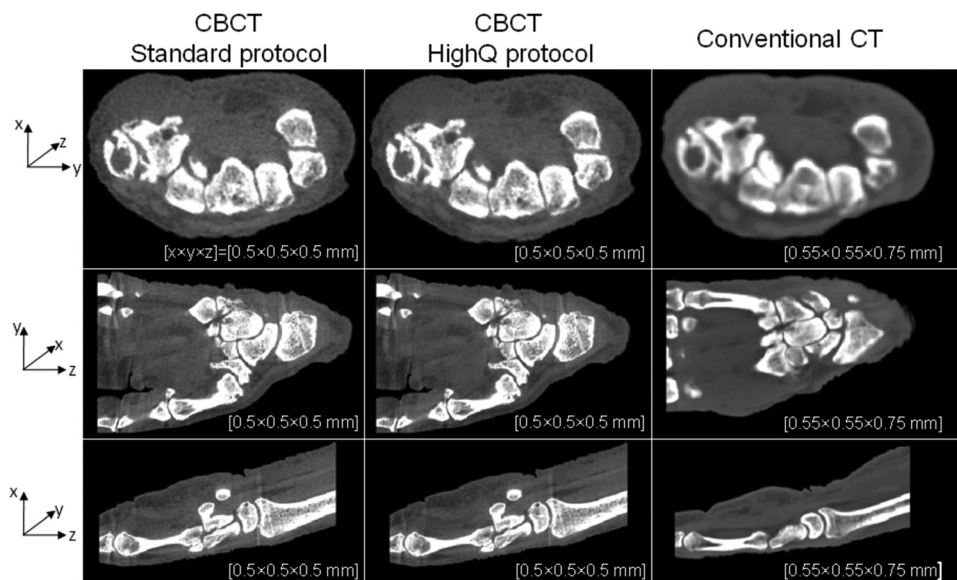 CBCT
Standard protocol
CBCT
HighQ protocol
Conventional CT
x
z
y
[x×y×z]=[0.5×0.5×0.5 mm]
[0.5×0.5×0.5 mm]
[0.55×0.55×0.75 mm]
y
x
z
[0.5×0.5×0.5 mm]
[0.5×0.5×0.5 mm]
[0.55×0.55×0.75 mm]
x
y
z
[0.5×0.5×0.5 mm]
[0.5×0.5×0.5 mm]
[0.55×0.55×0.75 mm]